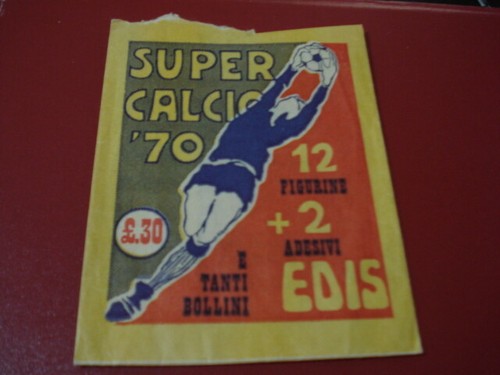 SUPER
CALCIO
'70
12
FIGURINE
+ 2
ADESIVI
£.30
E
TANTI
BOLLINI
EDIS